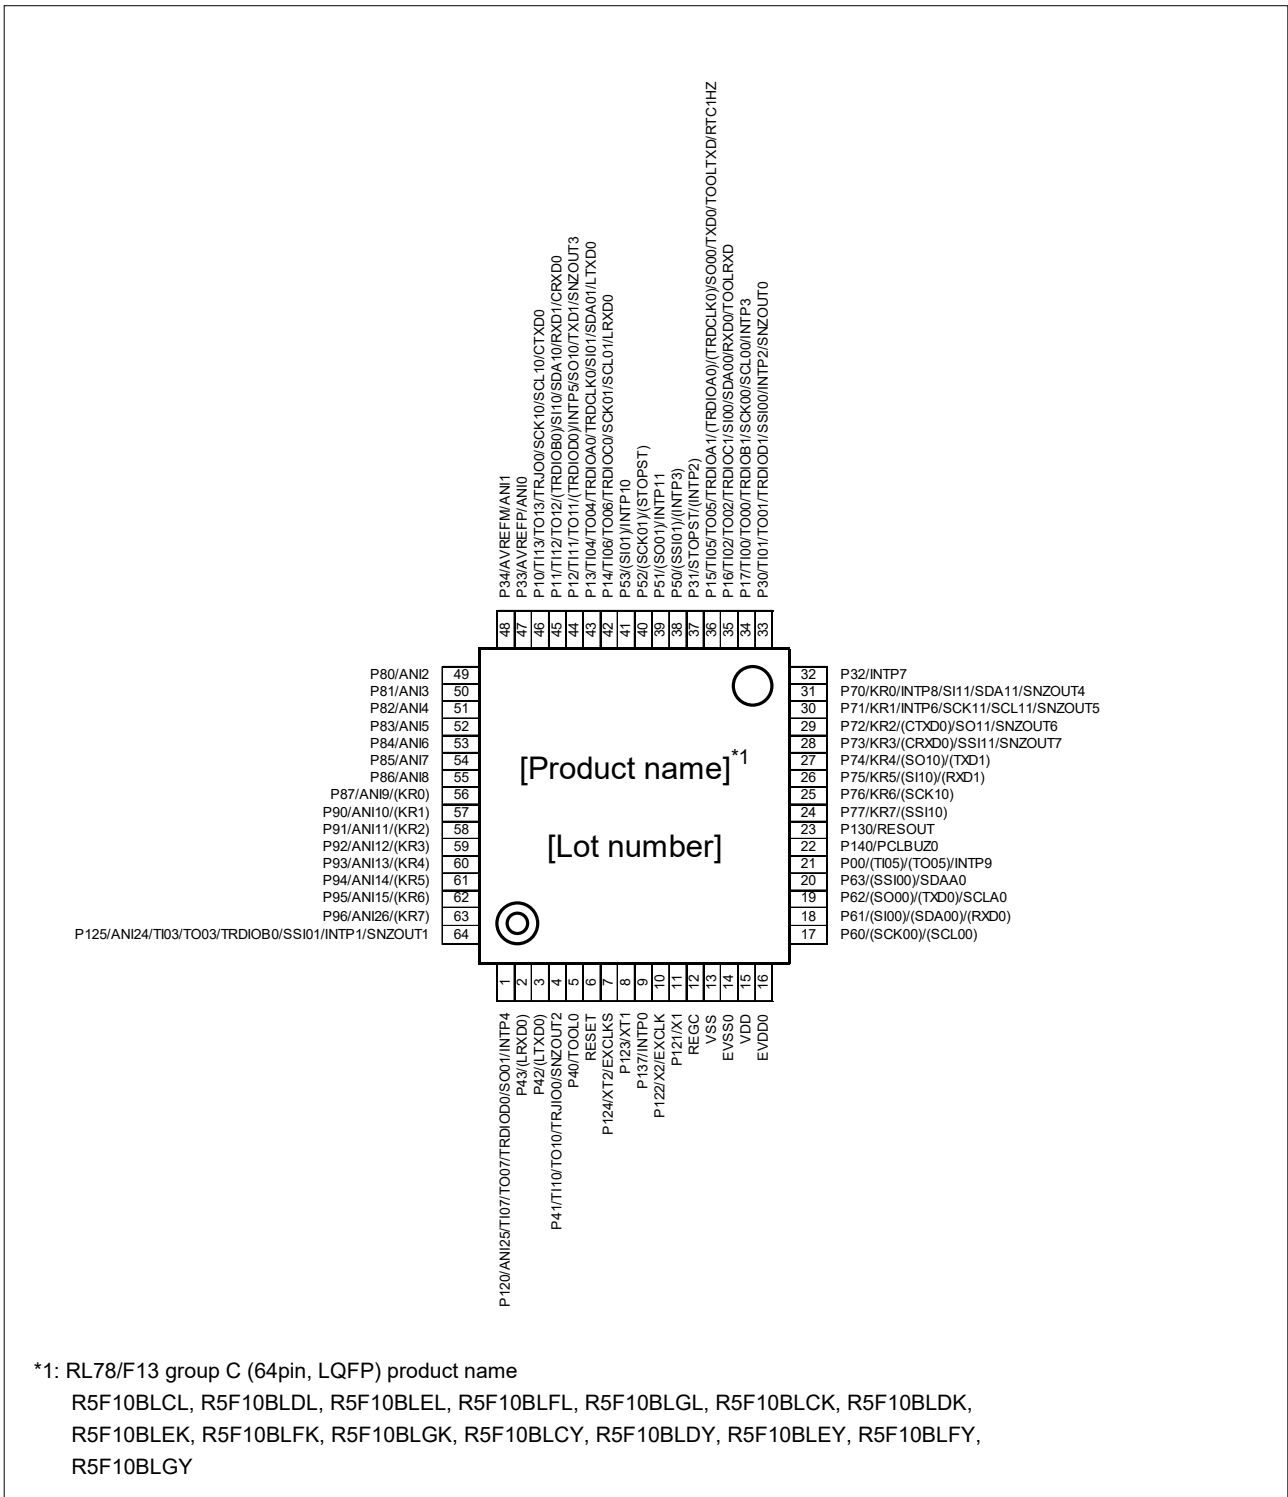 P34/AVREFM/ANI1
P33/AVREFP/ANI0
P10/TI13/TO13/TRJO0/SCK10/SCL10/CTXD0
P11/TI12/TO12/(TRDIOB0)/SI10/SDA10/RXD1/CRXD0
P12/TI11/TO11/(TRDIOD0)/INTP5/SO10/TXD1/SNZOUT3
P13/TI04/TO04/TRDIOA0/TRDCLK0/SI01/SDA01/LTXD0
P14/TI06/TO06/TRDIOC0/SCK01/SCL01/LRXD0
P53/(SI01)/INTP10
P52/(SCK01)/(STOPST)
P51/(SO01)/INTP11
P50/(SSI01)/(INTP3)
P31/STOPST/(INTP2)
P15/TI05/TO05/TRDIOA1/(TRDIOA0)/(TRDCLK0)/SO00/TXD0/TOOLTXD/RTC1HZ
P16/TI02/TO02/TRDIOC1/SI00/SDA00/RXD0/TOOLRXD
P17/TI00/TO00/TRDIOB1/SCK00/SCL00/INTP3
P30/TI01/TO01/TRDIOD1/SSI00/INTP2/SNZOUT0
48 47 46 45 44 43 42 41 40 39 38 37 36 35 34 33
P80/ANI2 49
P81/ANI3 50
P82/ANI4 51
P83/ANI5 52
P84/ANI6 53
P85/ANI7 54
P86/ANI8 55
P87/ANI9/(KR0) 56
P90/ANI10/(KR1) 57
P91/ANI11/(KR2) 58
P92/ANI12/(KR3) 59
P93/ANI13/(KR4) 60
P94/ANI14/(KR5) 61
P95/ANI15/(KR6) 62
P96/ANI26/(KR7) 63
P125/ANI24/TI03/TO03/TRDIOB0/SSI01/INTP1/SNZOUT1 64
[Product name]*1
[Lot number]
32 P32/INTP7
31 P70/KR0/INTP8/SI11/SDA11/SNZOUT4
30 P71/KR1/INTP6/SCK11/SCL11/SNZOUT5
29 P72/KR2/(CTXD0)/SO11/SNZOUT6
28 P73/KR3/(CRXD0)/SSI11/SNZOUT7
27 P74/KR4/(SO10)/(TXD1)
26 P75/KR5/(SI10)/(RXD1)
25 P76/KR6/(SCK10)
24 P77/KR7/(SSI10)
23 P130/RESOUT
22 P140/PCLBUZ0
21 P00/(TI05)/(TO05)/INTP9
20 P63/(SSI00)/SDAA0
19 P62/(SO00)/(TXD0)/SCLA0
18 P61/(SI00)/(SDA00)/(RXD0)
17 P60/(SCK00)/(SCL00)
1 2 3 4 5 6 7 8 9 10 11 12 13 14 15 16
P120/ANI25/TI07/TO07/TRDIOD0/SO01/INTP4
P43/(LRXD0)
P42/(LTXD0)
P41/TI10/TO10/TRJIO0/SNZOUT2
P40/TOOL0
RESET
P124/XT2/EXCLKS
P123/XT1
P137/INTP0
P122/X2/EXCLK
P121/X1
REGC
VSS
EVSS0
VDD
EVDD0
*1: RL78/F13 group C (64pin, LQFP) product name
R5F10BLCL, R5F10BLDL, R5F10BLEL, R5F10BLFL, R5F10BLGL, R5F10BLCK, R5F10BLDK,
R5F10BLEK, R5F10BLFK, R5F10BLGK, R5F10BLCY, R5F10BLDY, R5F10BLEY, R5F10BLFY,
R5F10BLGY